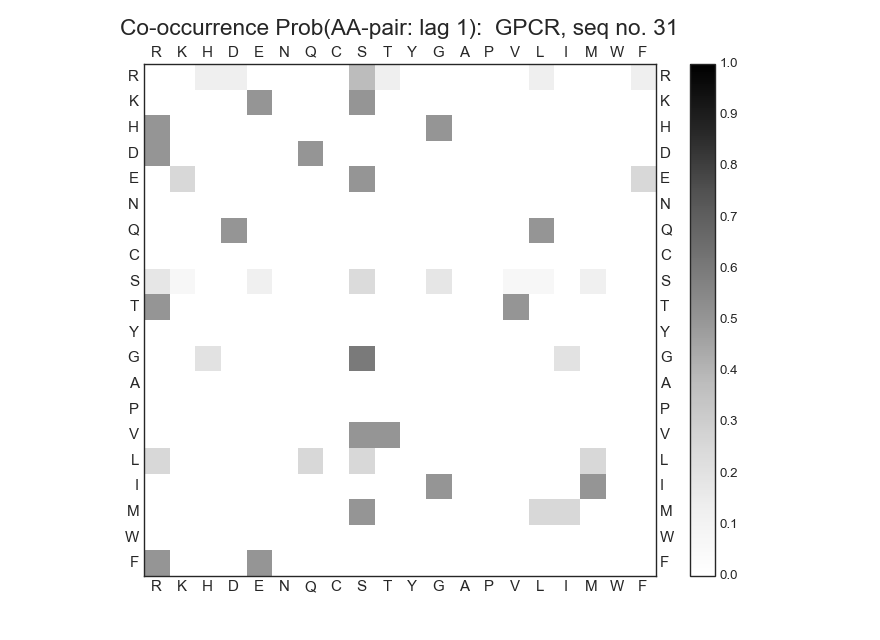 Co-occurrence Prob(AA-pair: lag 1):  GPCR, seq no. 31
R K H D E N Q C S T Y G A P V L I M W F
R R
K K
H H
D D
E E
N N
Q Q
C C
S S
T T
Y Y
G G
A A
P P
V V
L L
I I
M M
W W
F F
R K H D E N Q C S T Y G A P V L I M W F
1.0
0.9
0.8
0.7
0.6
0.5
0.4
0.3
0.2
0.1
0.0